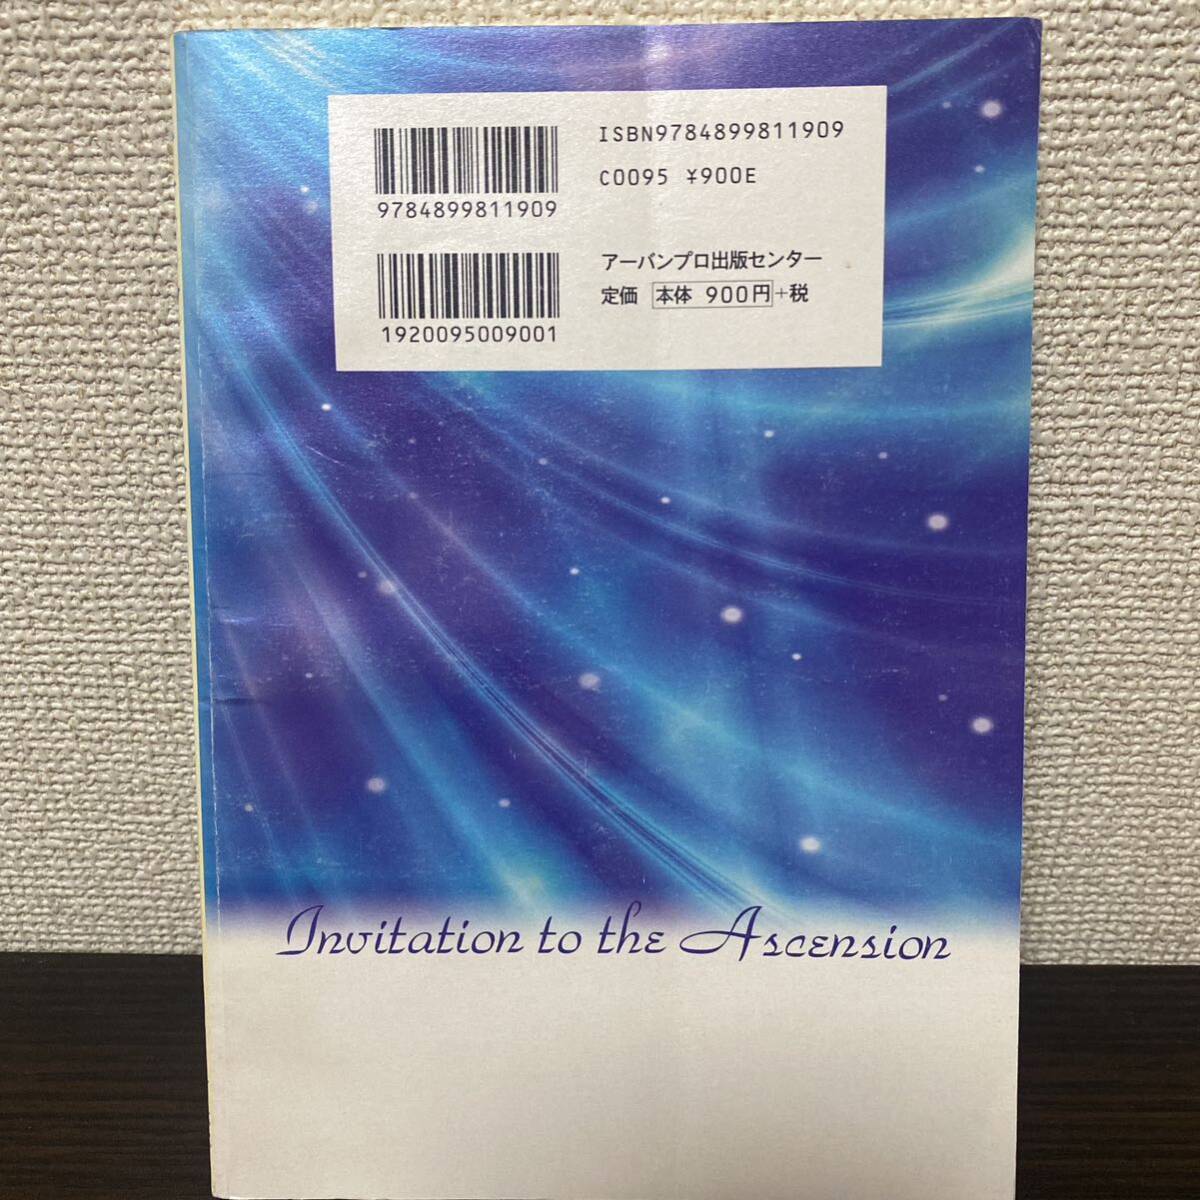 ISBN9784899811909
C0095 ¥900E
9784899811909
アーバンプロ出版センター
定価 本体 900円+税
1920095009001
Invitation to the Ascension